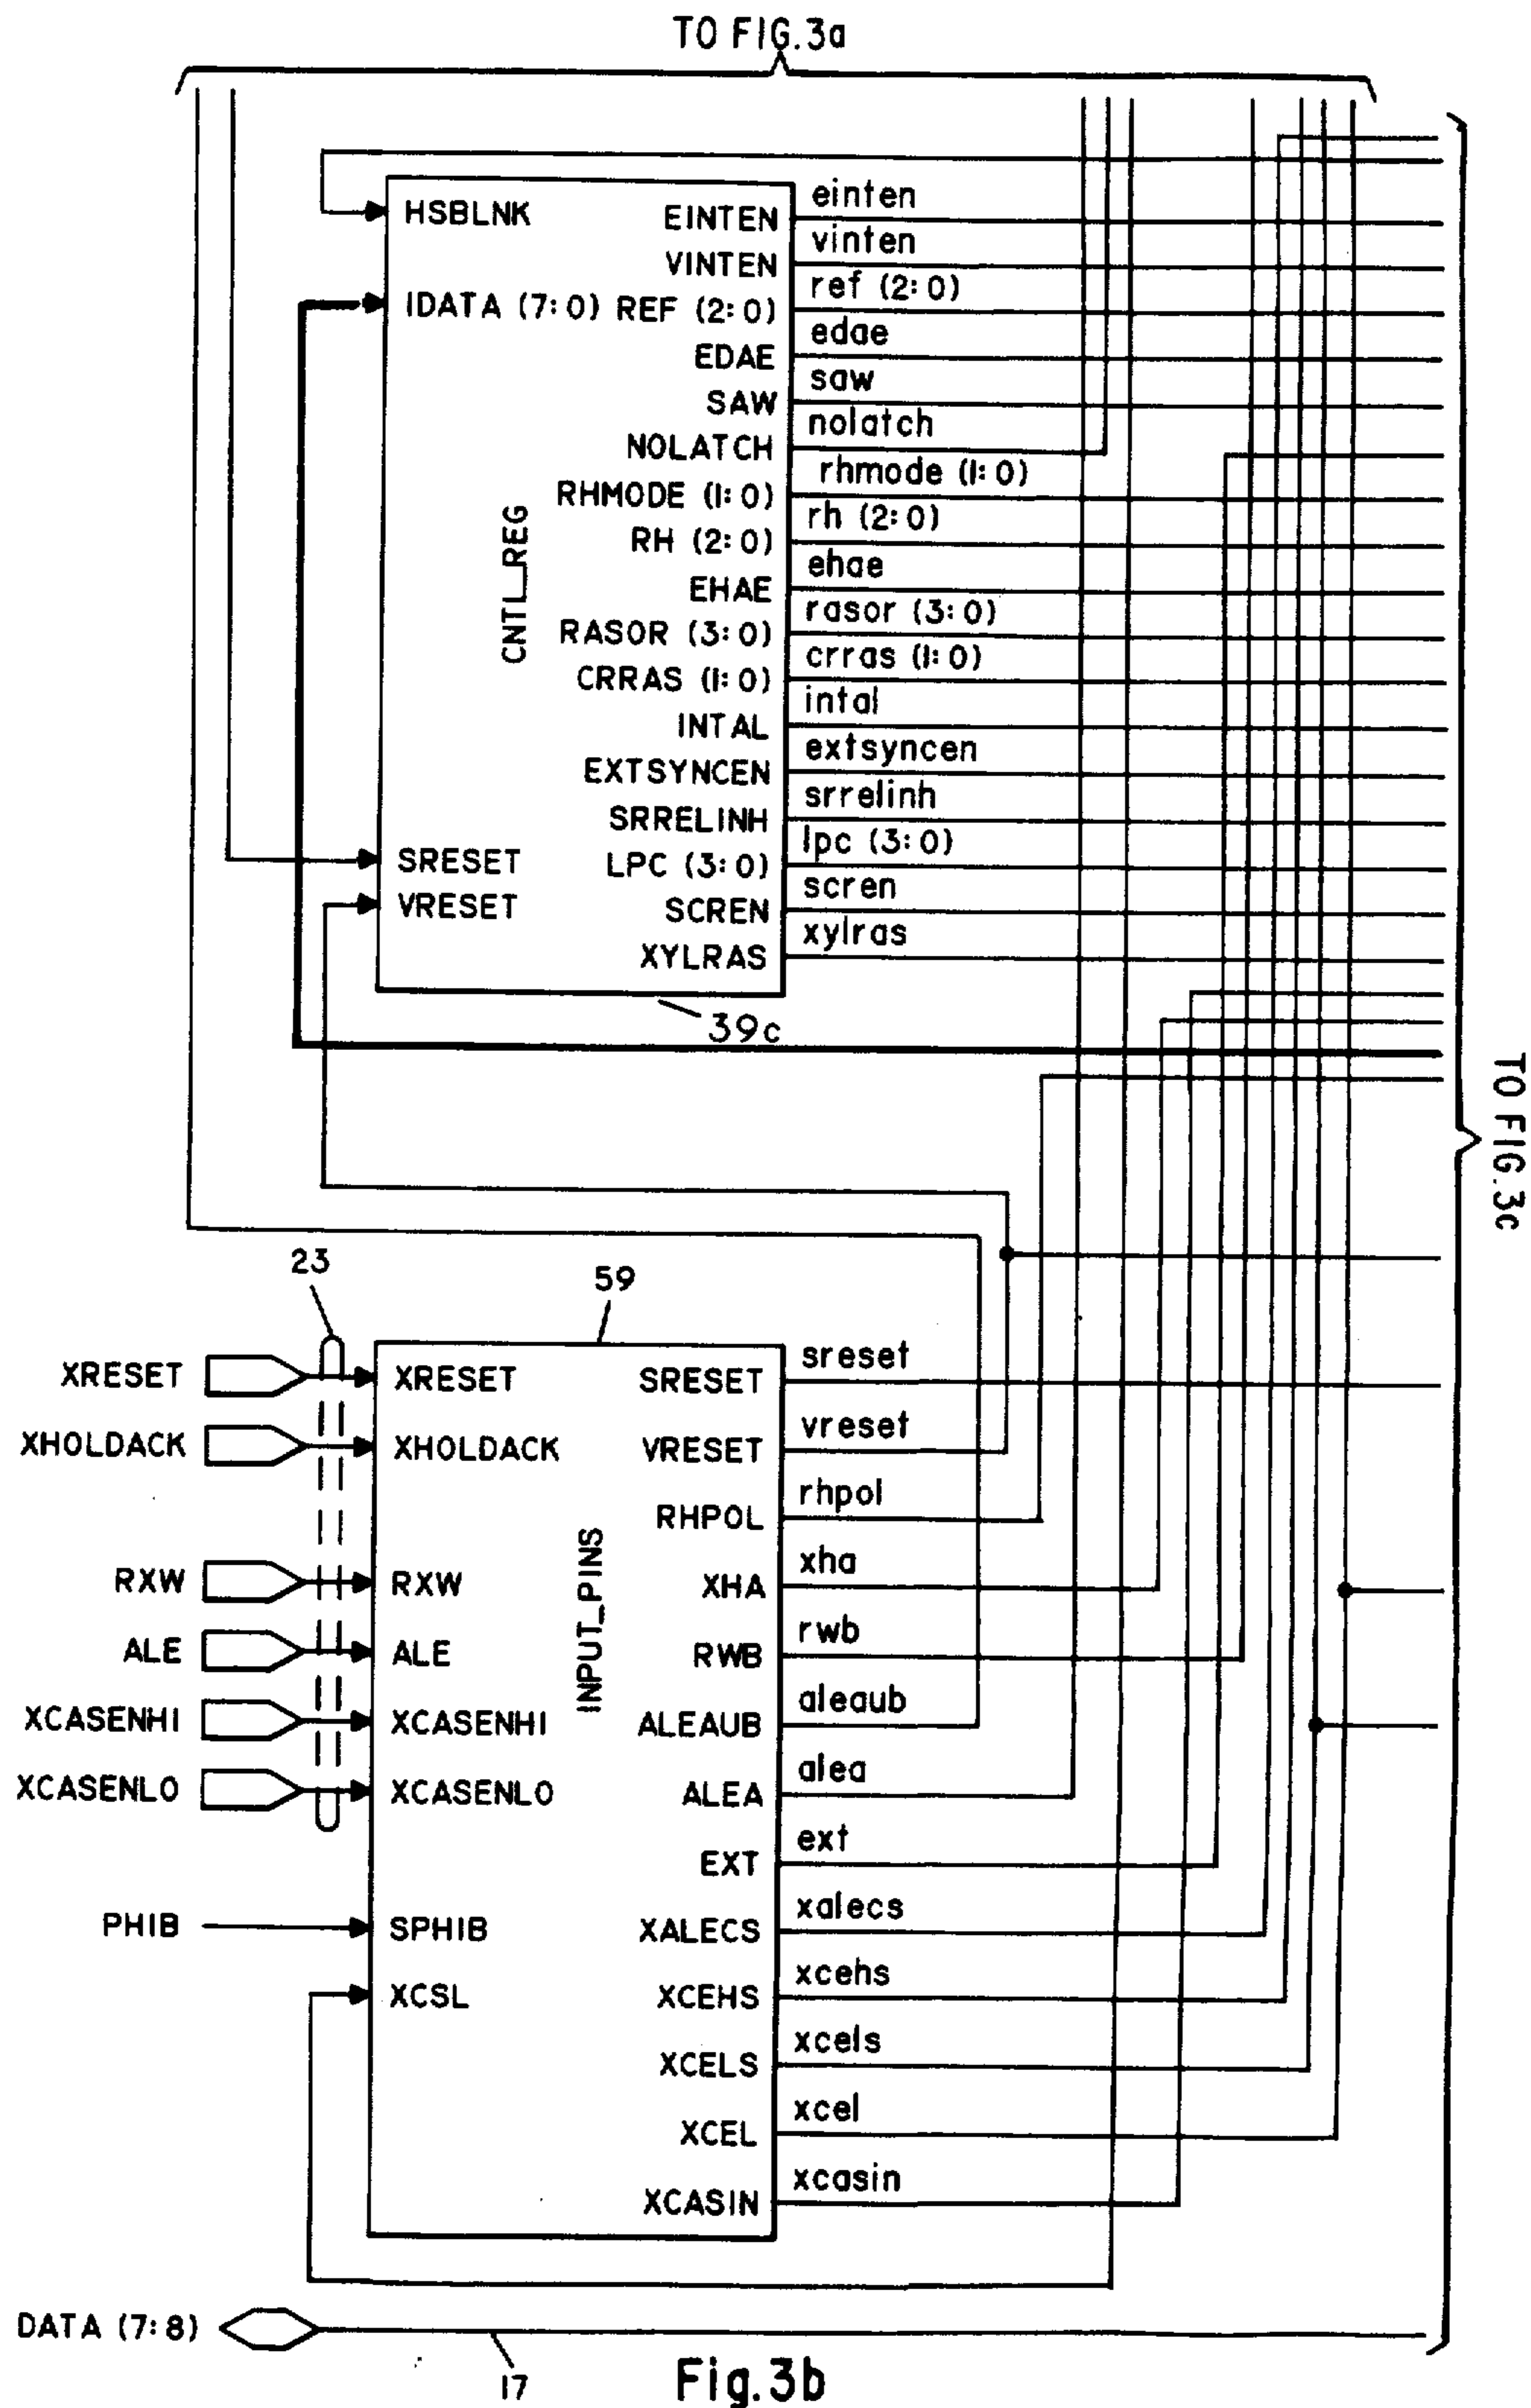 TO FIG.3a
HSBLNK
EINTEN
einten
VINTEN
vinten
IDATA (7:0)
REF (2:0)
ref (2:0)
EDAE
edae
SAW
saw
NOLATCH
nolatch
RHMODE (1:0)
rhmode (1:0)
RH (2:0)
rh (2:0)
CNTL_REG
EHAE
ehae
RASOR (3:0)
rasor (3:0)
CRRAS (1:0)
crras (1:0)
INTAL
intal
EXTSYNCEN
extsyncen
SRRELINH
srrelinh
SRESET
LPC (3:0)
lpc (3:0)
VRESET
SCREN
scren
XYLRAS
xylras
39c
TO FIG.3c
23
59
XRESET
XRESET
SRESET
sreset
XHOLDACK
XHOLDACK
VRESET
vreset
RHPOL
rhpol
INPUT_PINS
RXW
RXW
XHA
xha
ALE
ALE
RWB
rwb
XCASENHI
XCASENHI
ALEAUB
aleaub
XCASENLO
XCASENLO
ALEA
alea
EXT
ext
PHIB
SPHIB
XALECS
xalecs
XCSL
XCEHS
xcehs
XCELS
xcels
XCEL
xcel
XCASIN
xcasin
DATA (7:8)
17
Fig.3b